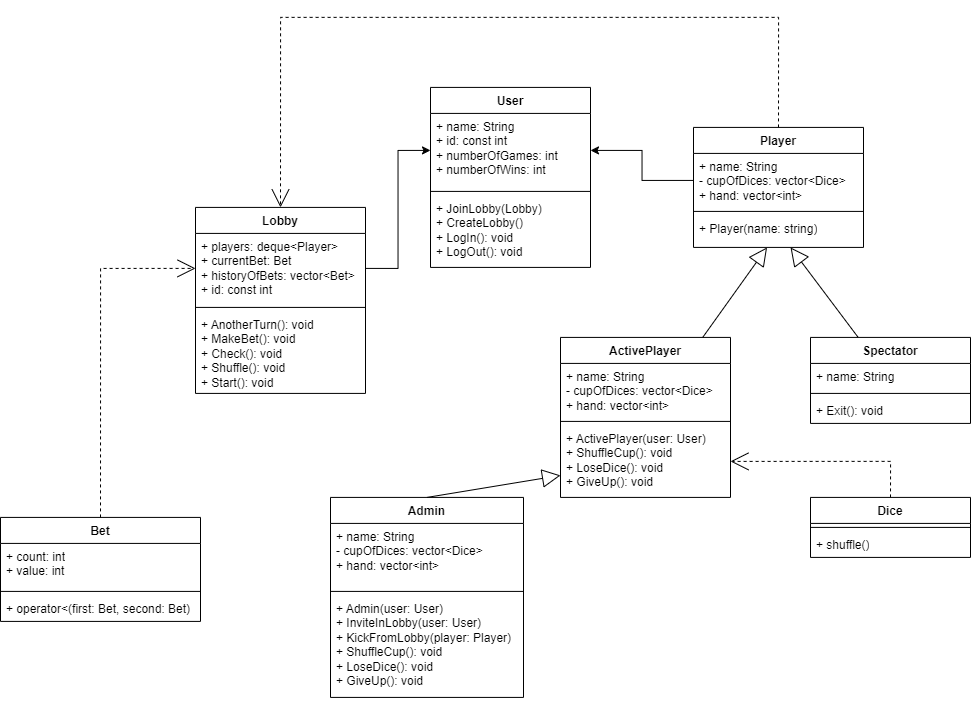 User
+ name: String
+ id: const int
+ numberOfGames: int
+ numberOfWins: int
+ JoinLobby(Lobby)
+ CreateLobby()
+ LogIn(): void
+ LogOut(): void
Player
+ name: String
- cupOfDices: vector<Dice>
+ hand: vector<int>
+ Player(name: string)
Lobby
+ players: deque<Player>
+ currentBet: Bet
+ historyOfBets: vector<Bet>
+ id: const int
+ AnotherTurn(): void
+ MakeBet(): void
+ Check(): void
+ Shuffle(): void
+ Start(): void
ActivePlayer
+ name: String
- cupOfDices: vector<Dice>
+ hand: vector<int>
+ ActivePlayer(user: User)
+ ShuffleCup(): void
+ LoseDice(): void
+ GiveUp(): void
Spectator
+ name: String
+ Exit(): void
Admin
+ name: String
- cupOfDices: vector<Dice>
+ hand: vector<int>
+ Admin(user: User)
+ InviteInLobby(user: User)
+ KickFromLobby(player: Player)
+ ShuffleCup(): void
+ LoseDice(): void
+ GiveUp(): void
Dice
+ shuffle()
Bet
+ count: int
+ value: int
+ operator<(first: Bet, second: Bet)